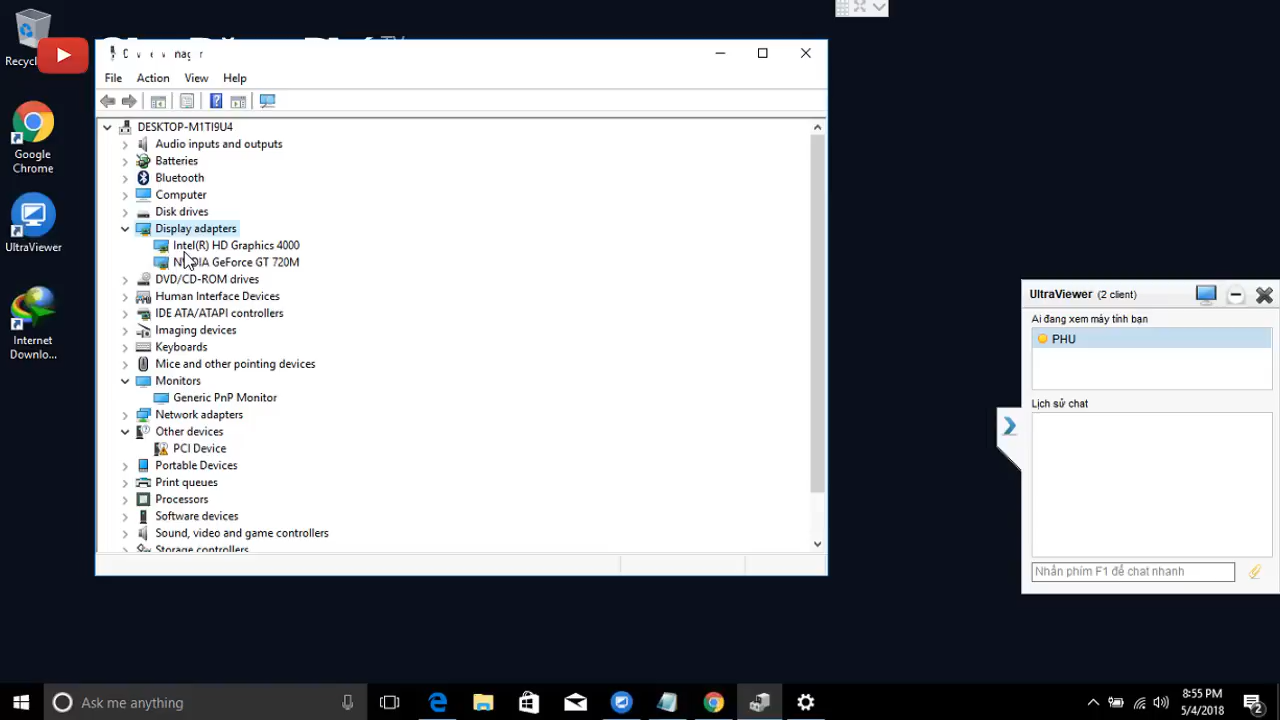 TV
File Action View Help
DESKTOP-M1TI9U4
Audio inputs and outputs
Batteries
Bluetooth
Computer
Disk drives
Display adapters
Intel(R) HD Graphics 4000
GeForce GT 720M
DVD/CD-ROM drives
Human Interface Devices
IDE ATA/ATAPI controllers
Imaging devices
Keyboards
Mice and other pointing devices
Monitors
Generic PnP Monitor
Network adapters
Other devices
PCI Device
Portable Devices
Print queues
Processors
Software devices
Sound, video and game controllers
Storage controllers
Google
Chrome
UltraViewer
Internet
Downlo...
UltraViewer (2 client)
Ai đang xem máy tính bạn
PHU
Lịch sử chat
Nhấn phím F1 để chat nhanh
Ask me anything
8:55 PM
5/4/2018
2